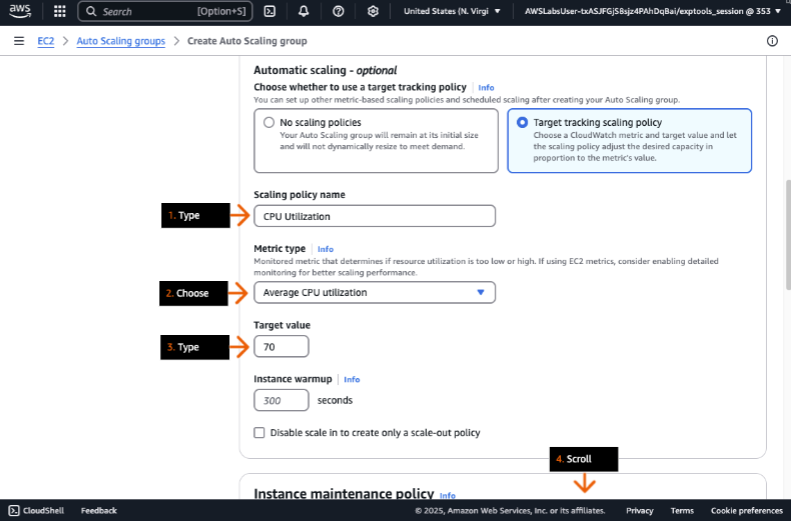 aws
Search [Option+S]
United States (N. Virgi
AWSLabsUser-txASJFGjS8sjz4PAhDqBai/exptools_session @ 353
EC2 > Auto Scaling groups > Create Auto Scaling group
Automatic scaling - optional
Choose whether to use a target tracking policy Info
You can set up other metric-based scaling policies and scheduled scaling after creating your Auto Scaling group.
No scaling policies
Your Auto Scaling group will remain at its initial size
and will not dynamically resize to meet demand.
Target tracking scaling policy
Choose a CloudWatch metric and target value and let
the scaling policy adjust the desired capacity in
proportion to the metric's value.
Scaling policy name
1. Type
CPU Utilization
Metric type Info
Monitored metric that determines if resource utilization is too low or high. If using EC2 metrics, consider enabling detailed
monitoring for better scaling performance.
2. Choose
Average CPU utilization
Target value
3. Type
70
Instance warmup Info
300 seconds
Disable scale in to create only a scale-out policy
4. Scroll
Instance maintenance policy Info
CloudShell Feedback © 2025, Amazon Web Services, Inc. or its affiliates. Privacy Terms Cookie preferences